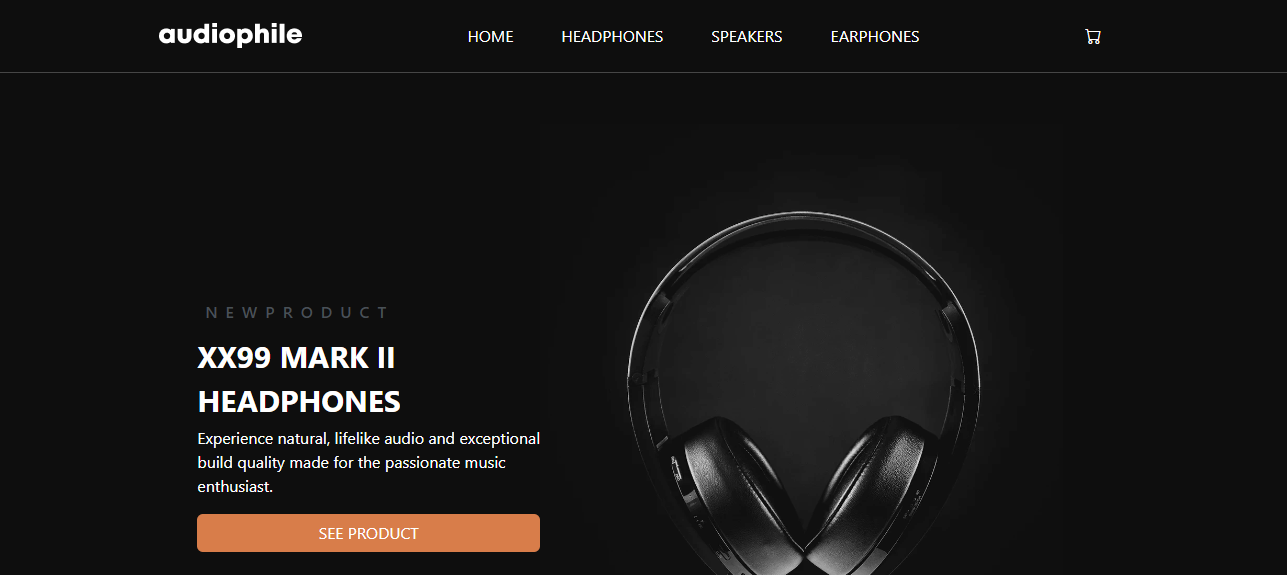 audiophile HOME HEADPHONES SPEAKERS EARPHONES
NEWPRODUCT
XX99 MARK II
HEADPHONES
Experience natural, lifelike audio and exceptional
build quality made for the passionate music
enthusiast.
SEE PRODUCT